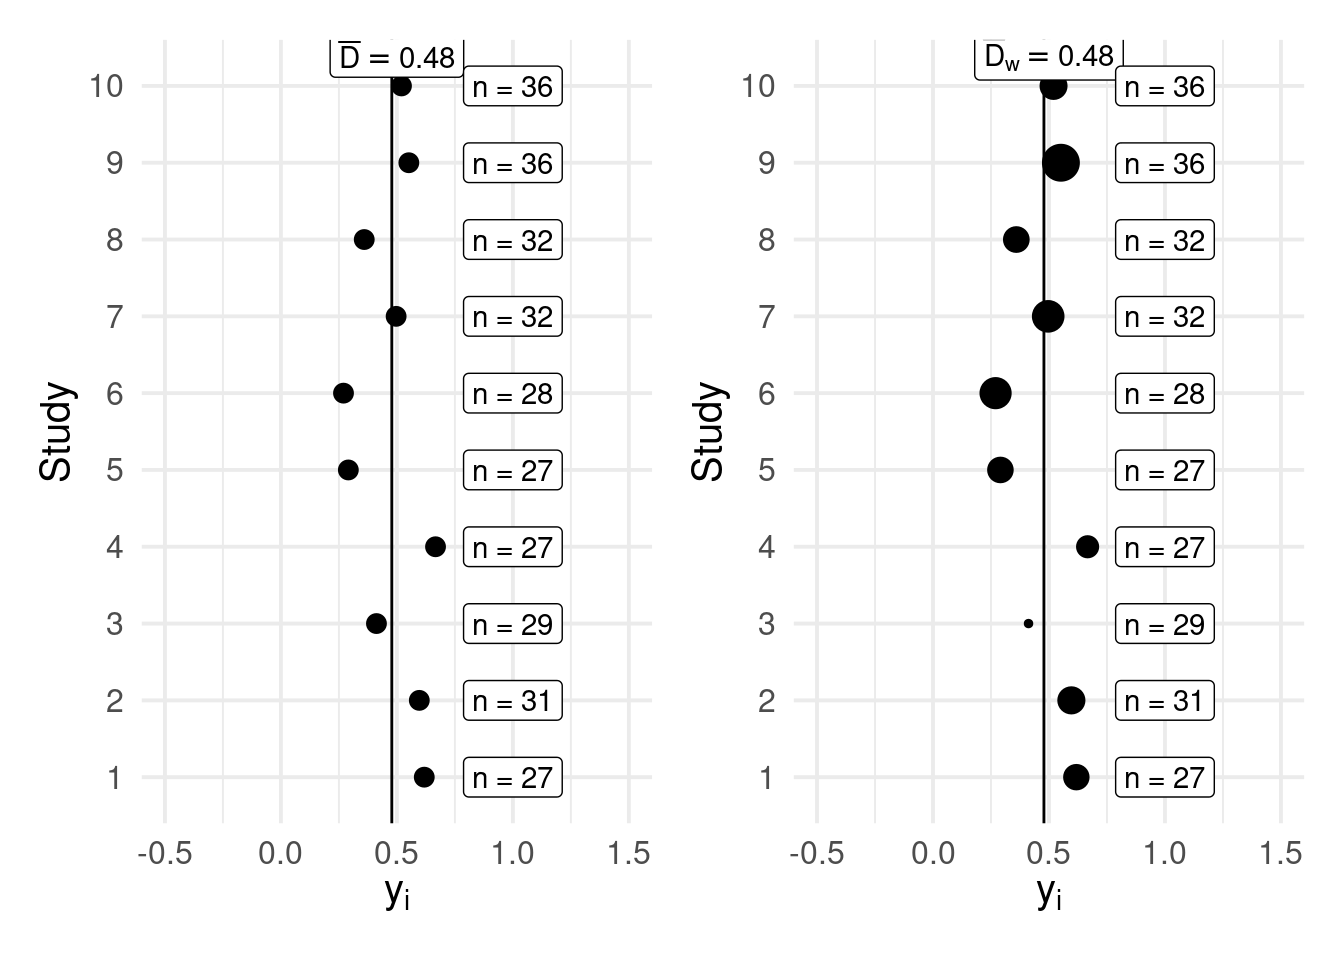 D̅ = 0.48
10 n = 36
9 n = 36
8 n = 32
7 n = 32
6 n = 28
5 n = 27
4 n = 27
3 n = 29
2 n = 31
1 n = 27
Study
-0.5 0.0 0.5 1.0 1.5
yᵢ
D̅w = 0.48
10 n = 36
9 n = 36
8 n = 32
7 n = 32
6 n = 28
5 n = 27
4 n = 27
3 n = 29
2 n = 31
1 n = 27
Study
-0.5 0.0 0.5 1.0 1.5
yᵢ